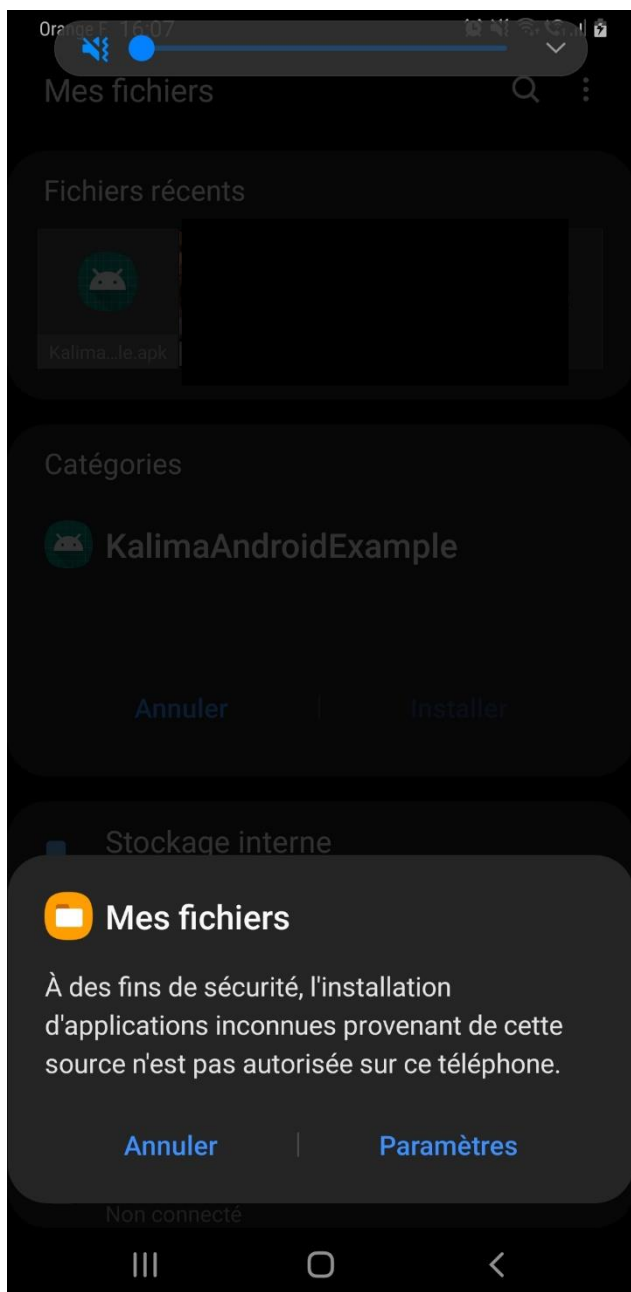 Orange F 16:07
Mes fichiers
Fichiers récents
Kalima...le.apk
Catégories
KalimaAndroidExample
Annuler
Installer
Stockage interne
Mes fichiers
À des fins de sécurité, l'installation
d'applications inconnues provenant de cette
source n'est pas autorisée sur ce téléphone.
Annuler
Paramètres
Non connecté